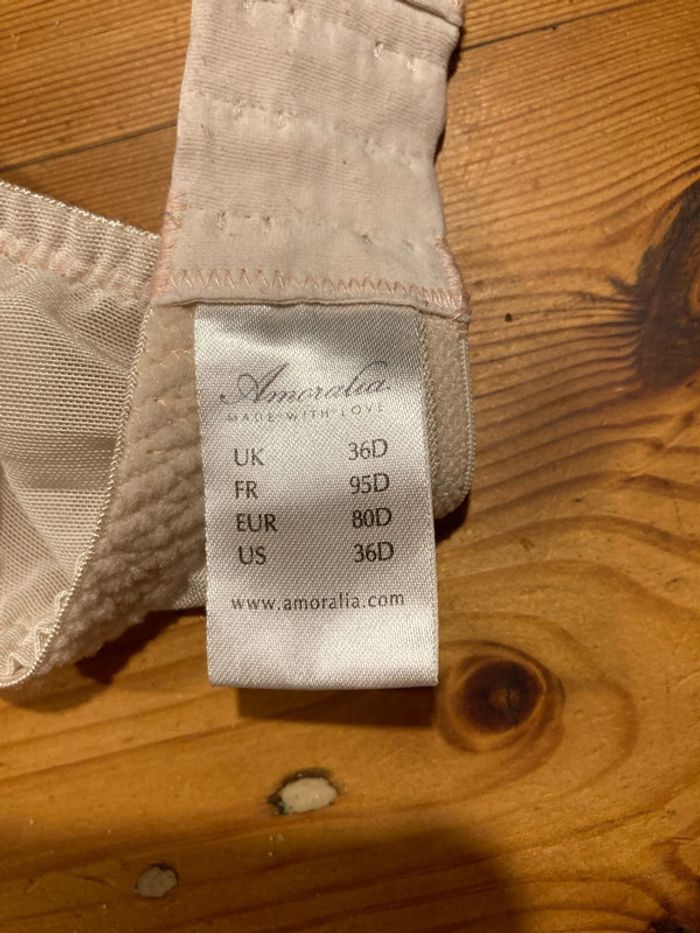 Amoralia
MADE WITH LOVE
UK 36D
FR 95D
EUR 80D
US 36D
www.amoralia.com